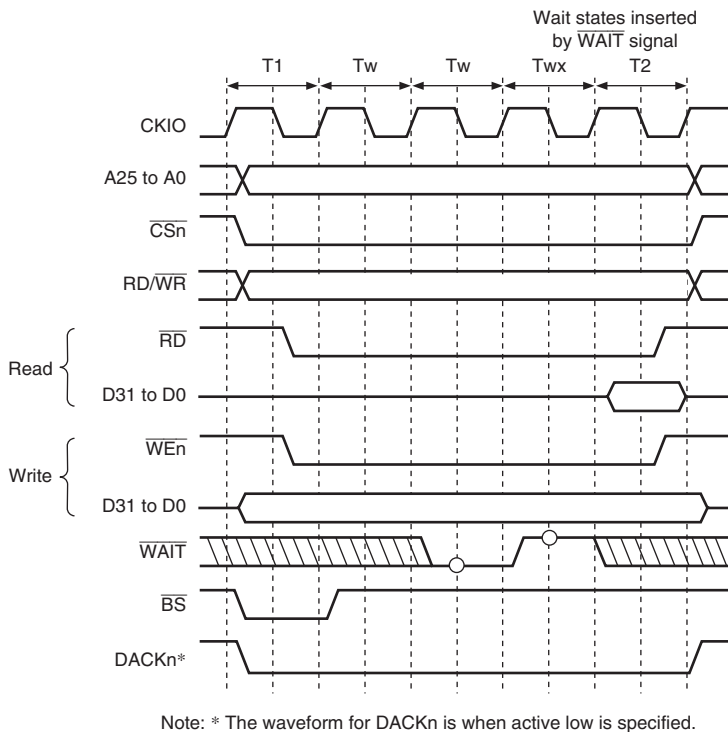 Wait states inserted
by WAIT signal
T1 Tw Tw Twx T2
CKIO
A25 to A0
CSn
RD/WR
RD
Read
D31 to D0
WEn
Write
D31 to D0
WAIT
BS
DACKn*
Note: * The waveform for DACKn is when active low is specified.